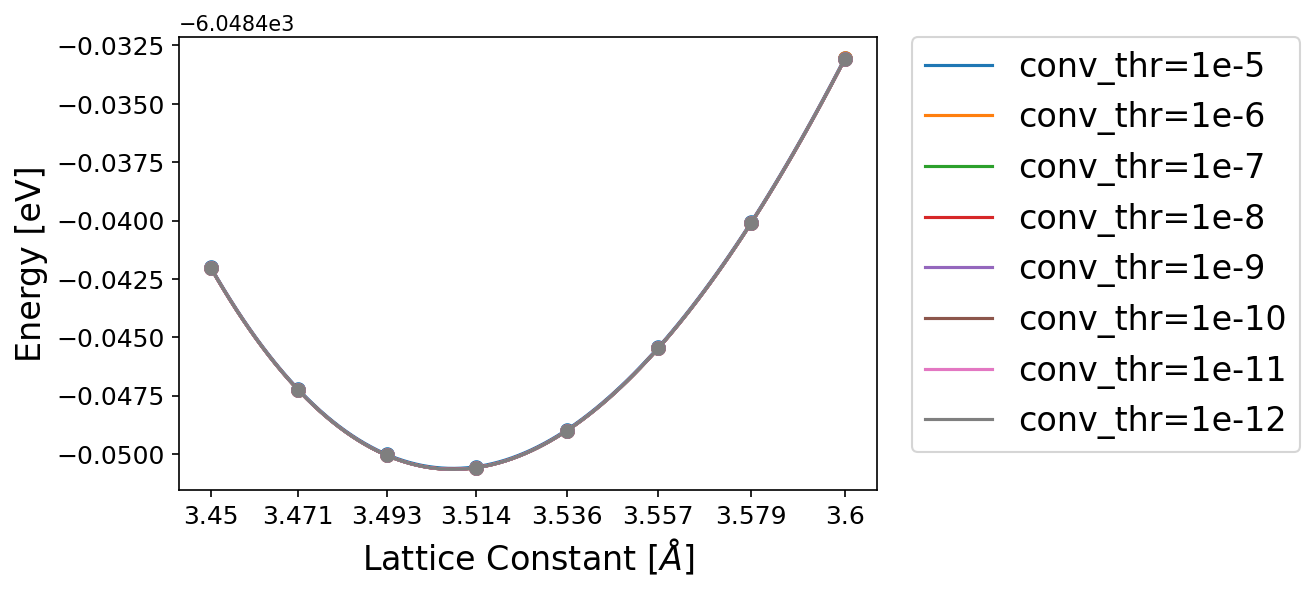 −6.0484e3
−0.0325
−0.0350
−0.0375
−0.0400
−0.0425
−0.0450
−0.0475
−0.0500
Energy [eV]
3.45 3.471 3.493 3.514 3.536 3.557 3.579 3.6
Lattice Constant [Å]
conv_thr=1e-5
conv_thr=1e-6
conv_thr=1e-7
conv_thr=1e-8
conv_thr=1e-9
conv_thr=1e-10
conv_thr=1e-11
conv_thr=1e-12